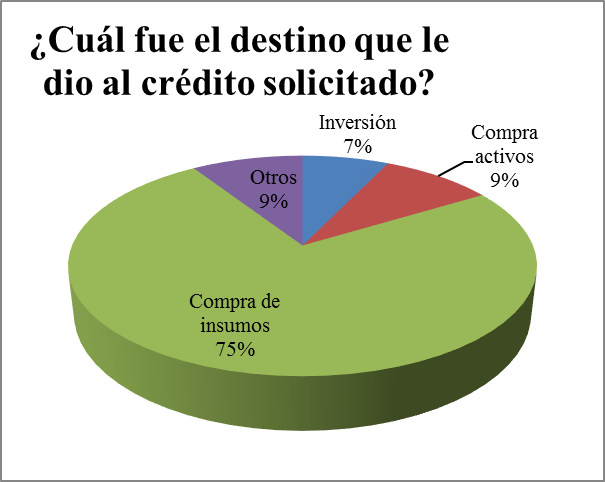 ¿Cuál fue el destino que le
dio al crédito solicitado?
Inversión
7%
Compra
activos
9%
Otros
9%
Compra de
insumos
75%